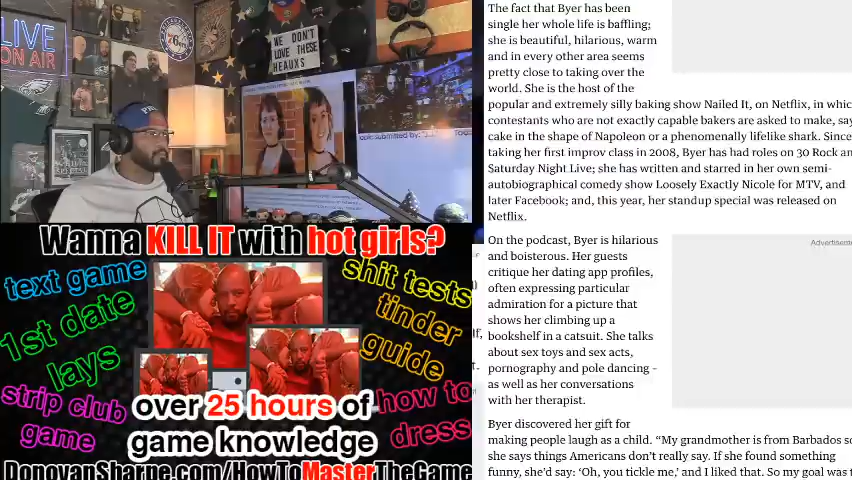 LIVE
ON AIR
76ers
WE DON'T
LOVE THESE
HEAUXS
Wanna KILL IT with hot girls?
text game
1st date
lays
strip club
game
shit tests
tinder
guide
how to
dress
over 25 hours of
game knowledge
DonovanSharpe.com/HowToMasterTheGame
The fact that Byer has been
single her whole life is baffling;
she is beautiful, hilarious, warm
and in every other area seems
pretty close to taking over the
world. She is the host of the
popular and extremely silly baking show Nailed It, on Netflix, in whic
contestants who are not exactly capable bakers are asked to make, say
cake in the shape of Napoleon or a phenomenally lifelike shark. Since
taking her first improv class in 2008, Byer has had roles on 30 Rock an
Saturday Night Live; she has written and starred in her own semi-
autobiographical comedy show Loosely Exactly Nicole for MTV, and
later Facebook; and, this year, her standup special was released on
Netflix.
Advertiseme
On the podcast, Byer is hilarious
and boisterous. Her guests
critique her dating app profiles,
often expressing particular
admiration for a picture that
shows her climbing up a
bookshelf in a catsuit. She talks
about sex toys and sex acts,
pornography and pole dancing –
as well as her conversations
with her therapist.
Byer discovered her gift for
making people laugh as a child. “My grandmother is from Barbados so
she says things Americans don’t really say. If she found something
funny, she’d say: ‘Oh, you tickle me,’ and I liked that. So my goal was t